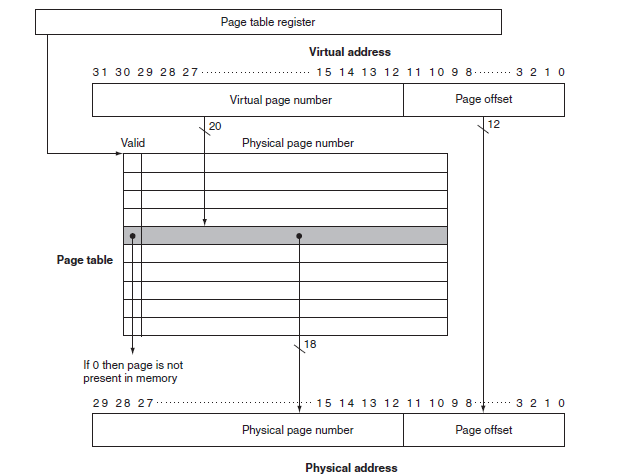 Page table register
Virtual address
31 30 29 28 27 ........................ 15 14 13 12 11 10 9 8 ........ 3 2 1 0
Virtual page number Page offset
20 12
Valid Physical page number
Page table
18
If 0 then page is not
present in memory
29 28 27 ................................ 15 14 13 12 11 10 9 8 ........ 3 2 1 0
Physical page number Page offset
Physical address